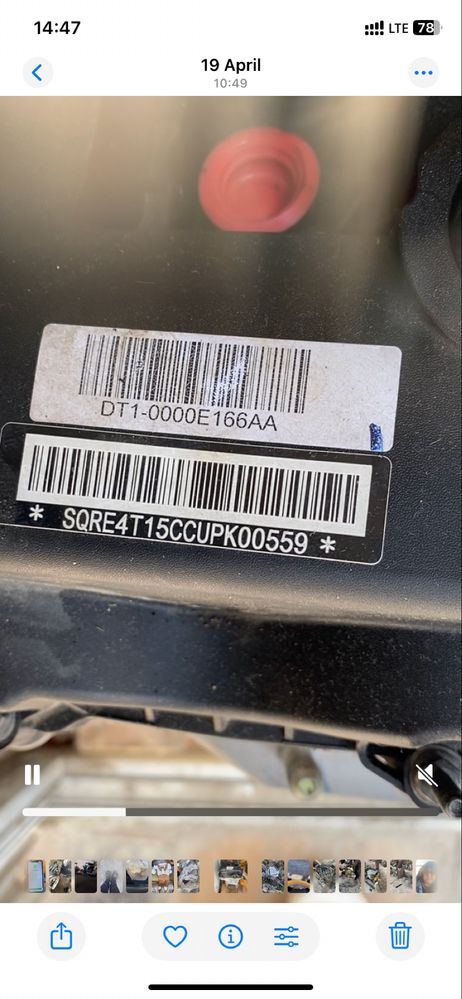 14:47
LTE 78
19 April
10:49
DT1-0000E166AA
* SQRE4T15CCUPK00559 *